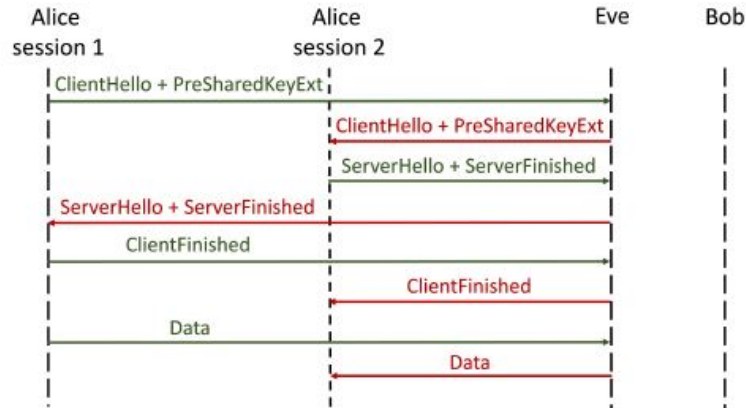 Alice
session 1
Alice
session 2
Eve
Bob
ClientHello + PreSharedKeyExt
ClientHello + PreSharedKeyExt
ServerHello + ServerFinished
ServerHello + ServerFinished
ClientFinished
ClientFinished
Data
Data